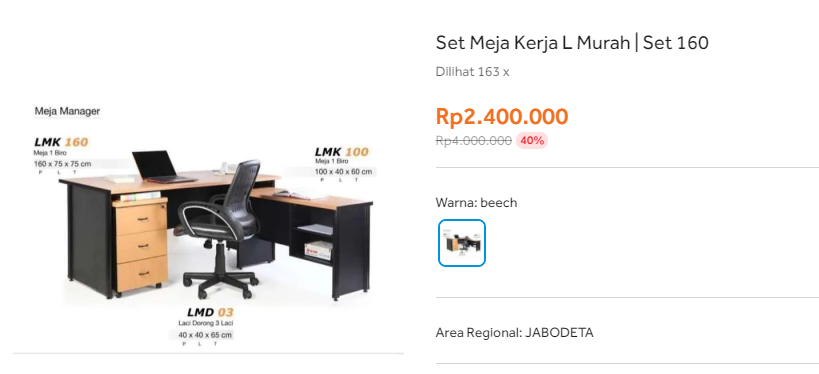 Meja Manager
LMK 160
Meja 1 Biro
160 x 75 x 75 cm
P L T
LMK 100
Meja 1 Biro
100 x 40 x 60 cm
P L T
LMD 03
Laci Dorong 3 Laci
40 x 40 x 65 cm
P L T
Set Meja Kerja L Murah | Set 160
Dilihat 163 x
Rp2.400.000
Rp4.000.000 40%
Warna: beech
Area Regional: JABODETA